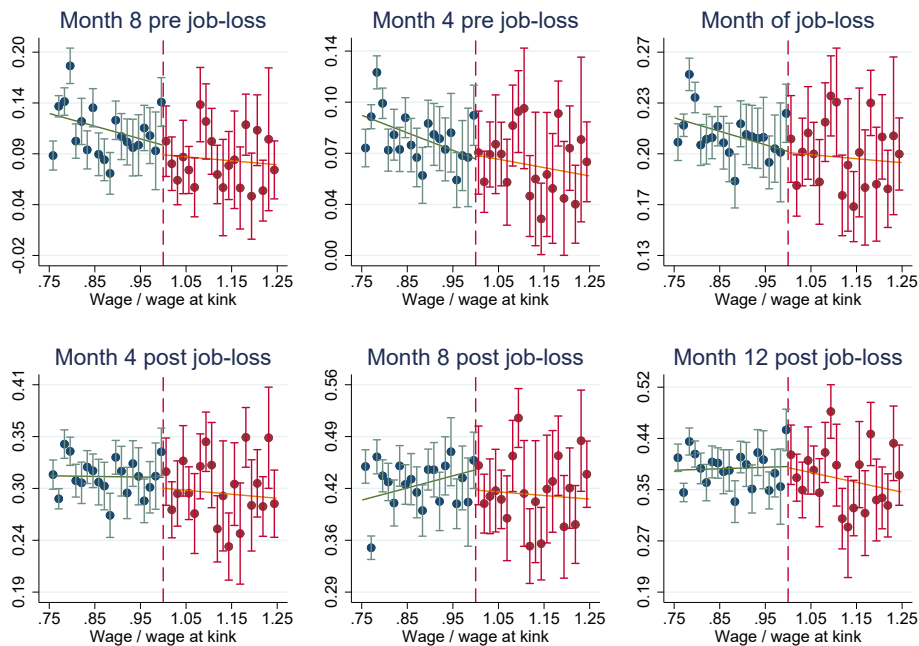 Month 8 pre job-loss
0.20
0.14
0.09
0.04
-0.02
.75 .85 .95 1.05 1.15 1.25
Wage / wage at kink
Month 4 pre job-loss
0.14
0.10
0.07
0.04
0.00
.75 .85 .95 1.05 1.15 1.25
Wage / wage at kink
Month of job-loss
0.27
0.23
0.20
0.17
0.13
.75 .85 .95 1.05 1.15 1.25
Wage / wage at kink
Month 4 post job-loss
0.41
0.35
0.30
0.24
0.19
.75 .85 .95 1.05 1.15 1.25
Wage / wage at kink
Month 8 post job-loss
0.56
0.49
0.42
0.36
0.29
.75 .85 .95 1.05 1.15 1.25
Wage / wage at kink
Month 12 post job-loss
0.52
0.44
0.35
0.27
0.19
.75 .85 .95 1.05 1.15 1.25
Wage / wage at kink